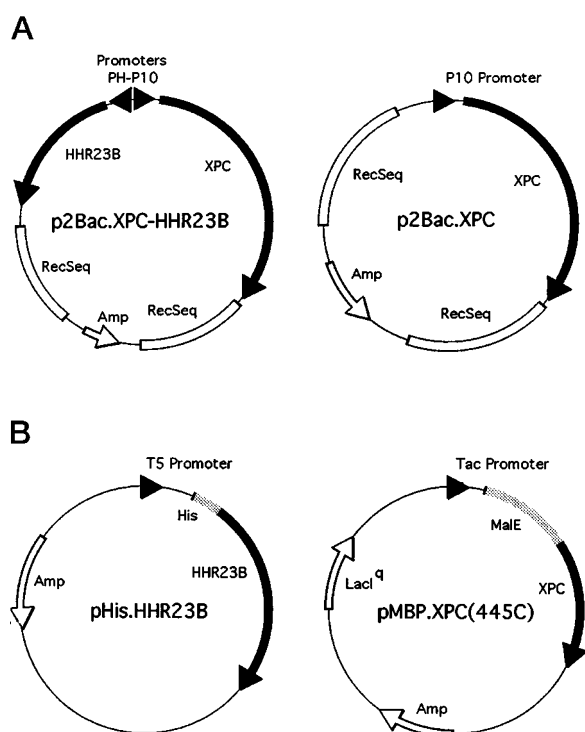 A
Promoters
PH-P10
HHR23B
XPC
p2Bac.XPC-HHR23B
RecSeq
Amp
RecSeq
P10 Promoter
RecSeq
XPC
p2Bac.XPC
Amp
RecSeq
B
T5 Promoter
His
HHR23B
Amp
pHis.HHR23B
Tac Promoter
MalE
LacI q
XPC
pMBP.XPC(445C)
Amp